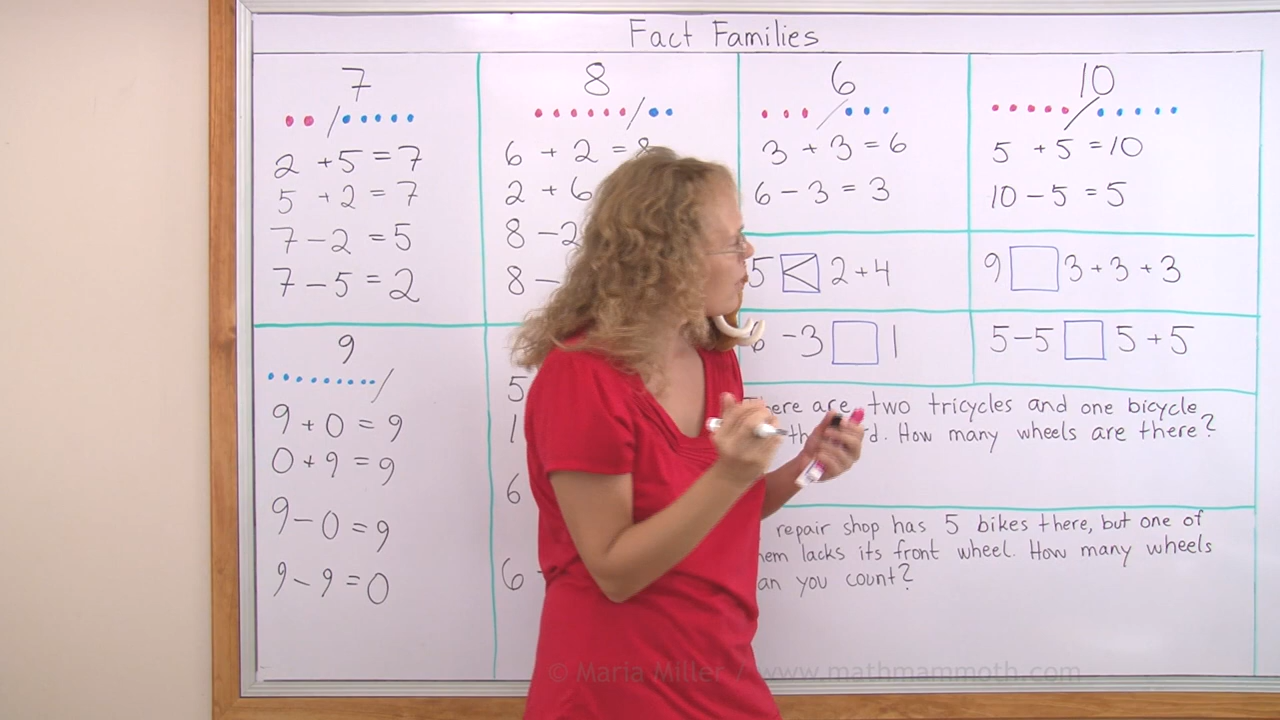 Fact Families
7
2 + 5 = 7
5 + 2 = 7
7 - 2 = 5
7 - 5 = 2
8
6 + 2 =
2 + 6
8 - 2
8 -
6
3 + 3 = 6
6 - 3 = 3
10
5 + 5 = 10
10 - 5 = 5
5 < 2 + 4
9 □ 3 + 3 + 3
- 3 □ 1
5 - 5 □ 5 + 5
9
9 + 0 = 9
0 + 9 = 9
9 - 0 = 9
9 - 9 = 0
5
1
6
6
are two tricycles and one bicycle
How many wheels are there?
repair shop has 5 bikes there, but one of
lacks its front wheel. How many wheels
you count?
© Maria Miller / www.mathmammoth.com